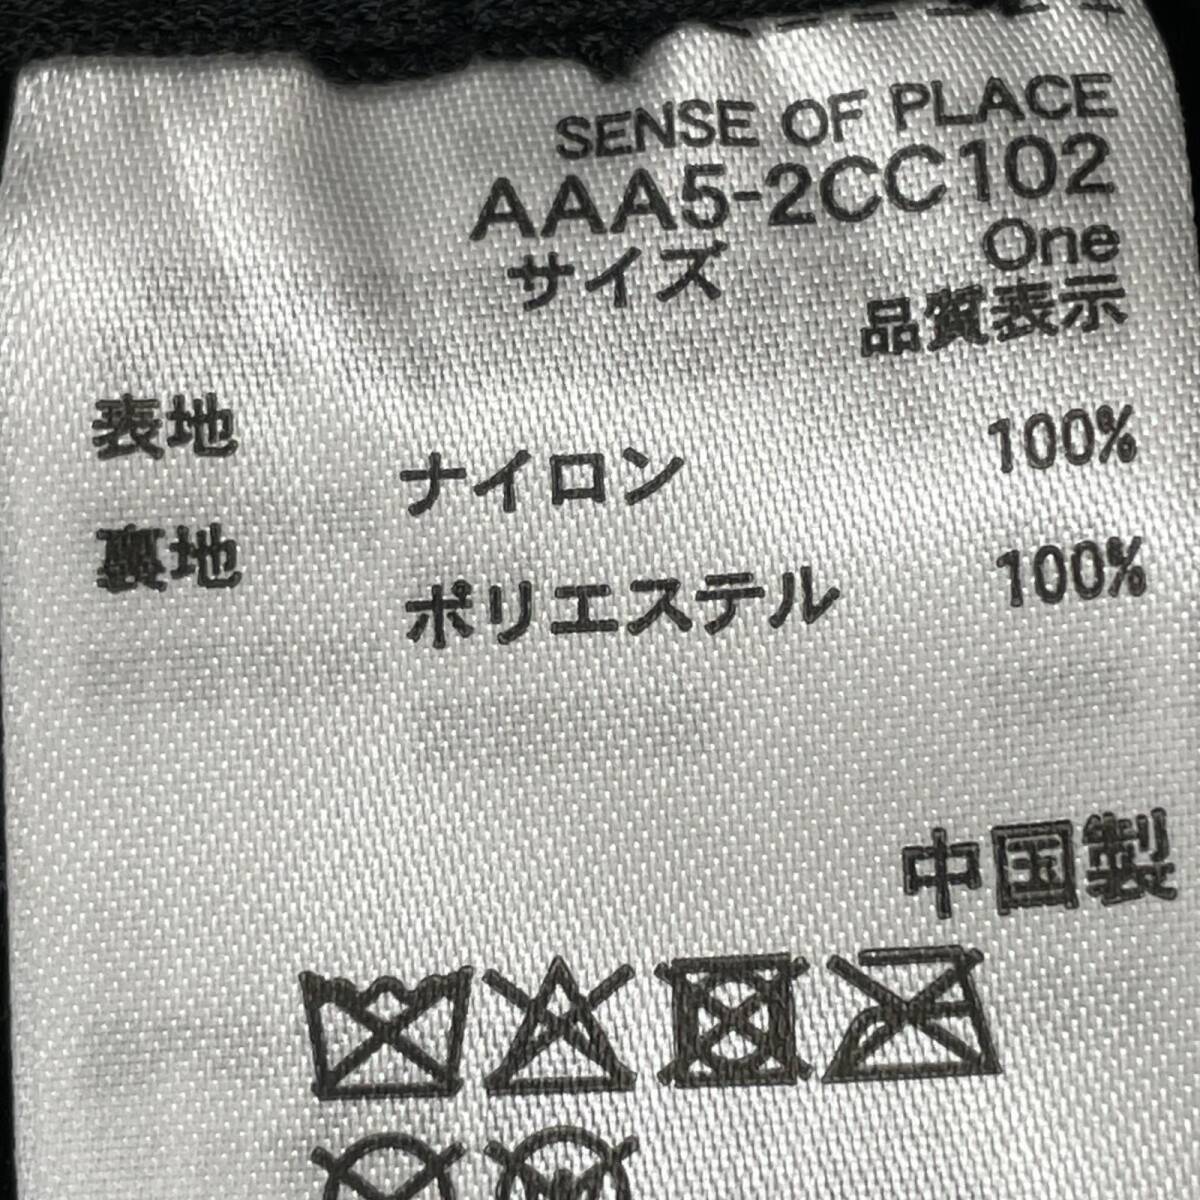 SENSE OF PLACE
AAA5-2CC102
サイズ One
品質表示
表地 ナイロン 100%
裏地 ポリエステル 100%
中国製